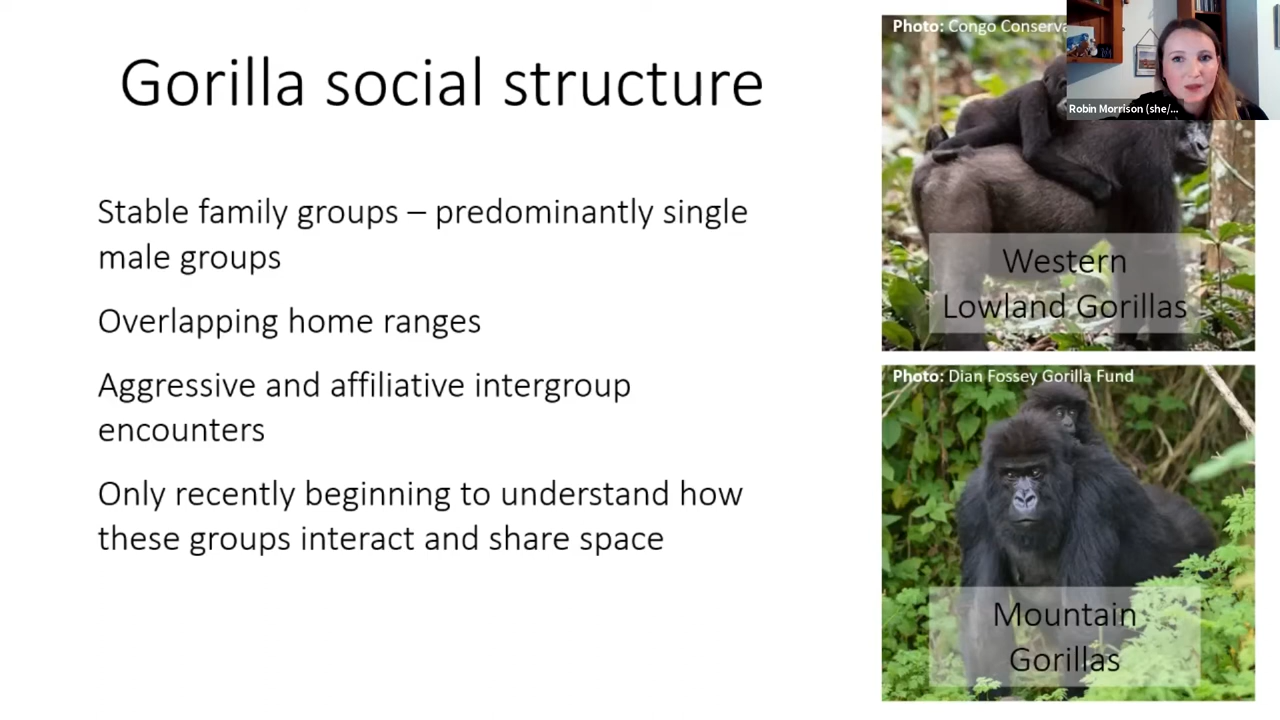 Gorilla social structure
Stable family groups – predominantly single
male groups
Overlapping home ranges
Aggressive and affiliative intergroup
encounters
Only recently beginning to understand how
these groups interact and share space
Photo: Congo Conserva
Robin Morrison (she/...
Western
Lowland Gorillas
Photo: Dian Fossey Gorilla Fund
Mountain
Gorillas